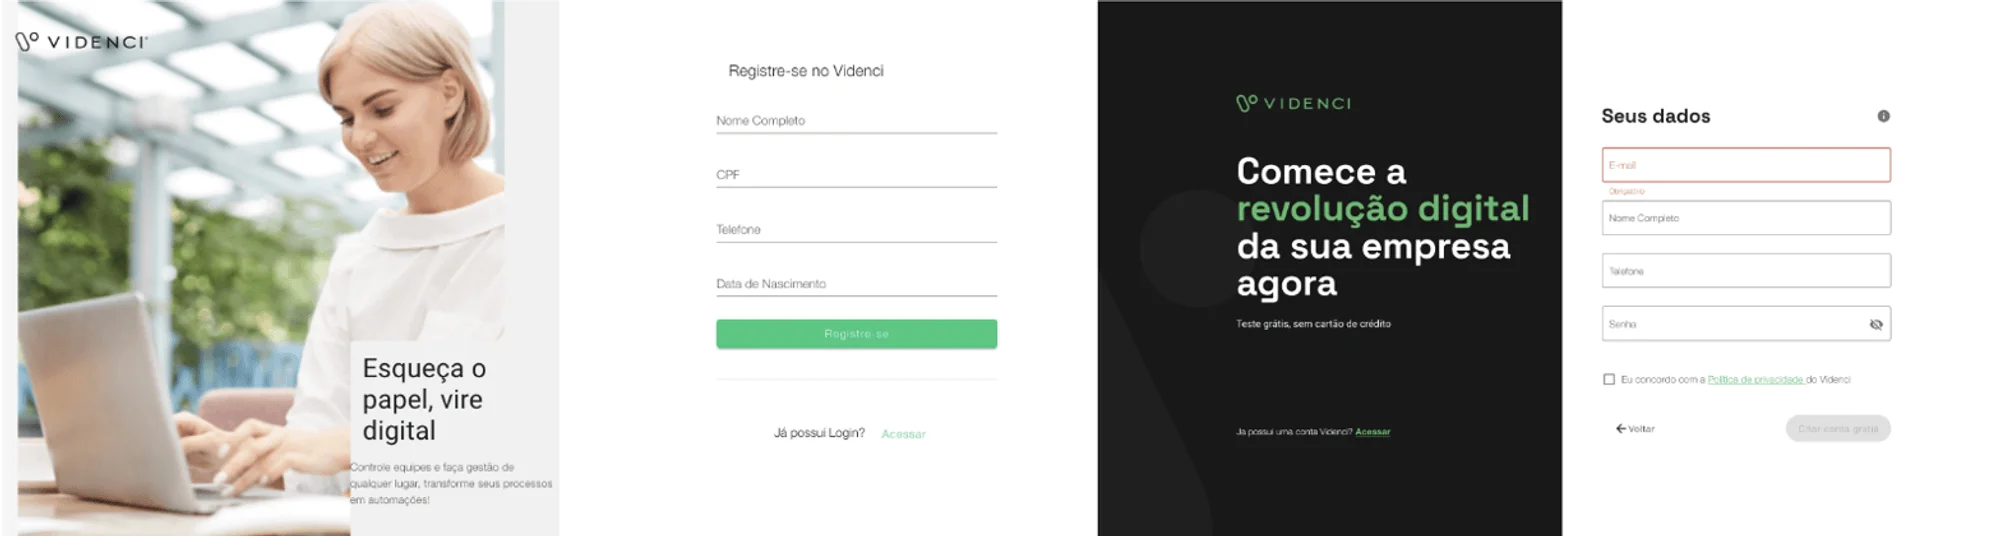 VIDENCI
Esqueça o
papel, vire
digital
Controle equipes e faça gestão de
qualquer lugar, transforme seus processos
em automações!
Registre-se no Videnci
Nome Completo
CPF
Telefone
Data de Nascimento
Registre-se
Já possui Login? Acessar
VIDENCI
Comece a
revolução digital
da sua empresa
agora
Teste grátis, sem cartão de crédito
Ja possui uma conta Videnci? Acessar
Seus dados
E-mail
Obrigatório
Nome Completo
Telefone
Senha
Eu concordo com a Política de privacidade do Videnci
Voltar
Criar conta grátis